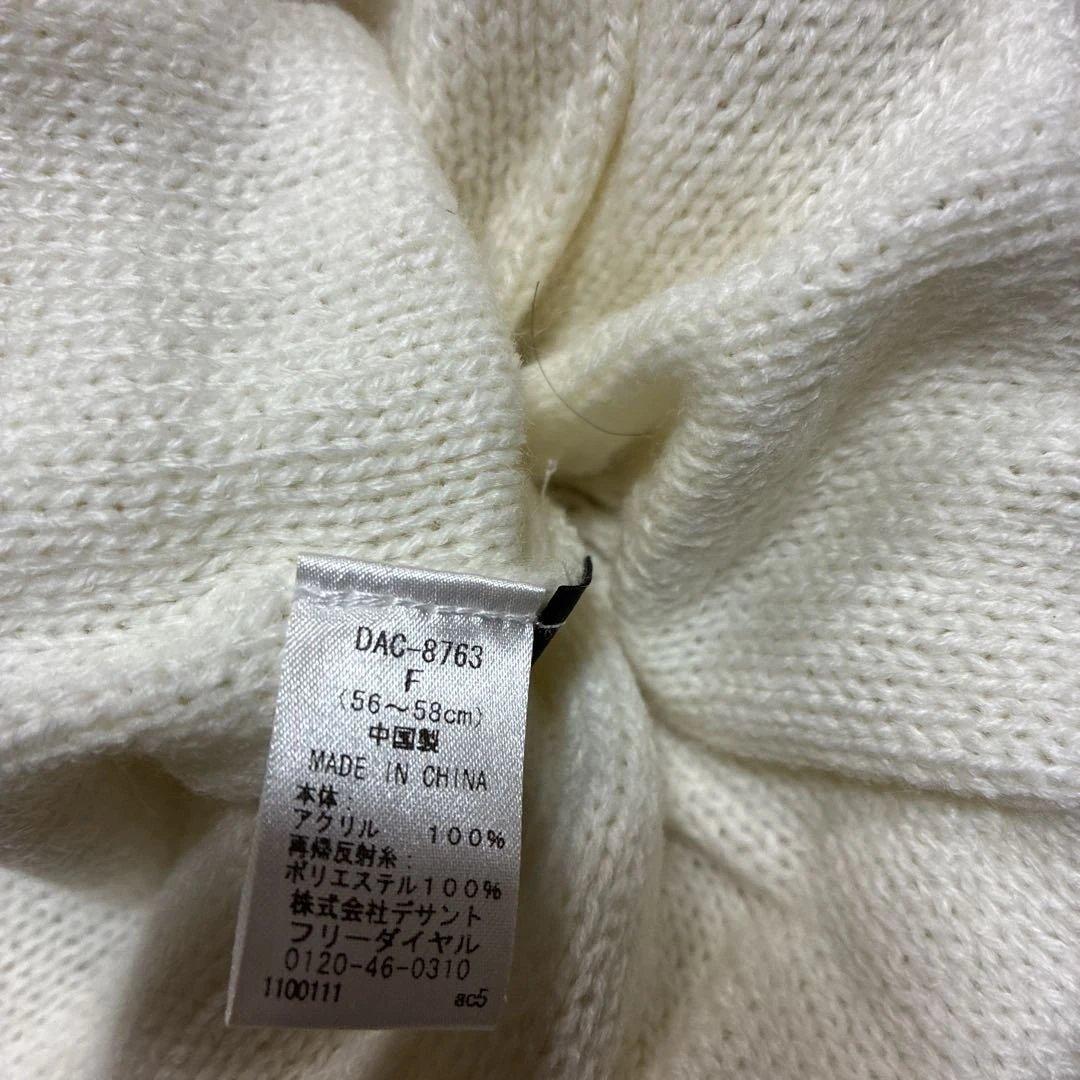 DAC-8763
F
(56～58cm)
中国製
MADE IN CHINA
本体:
アクリル 100%
再帰反射糸:
ポリエステル100%
株式会社デサント
フリーダイヤル
0120-46-0310
1100111 ac5